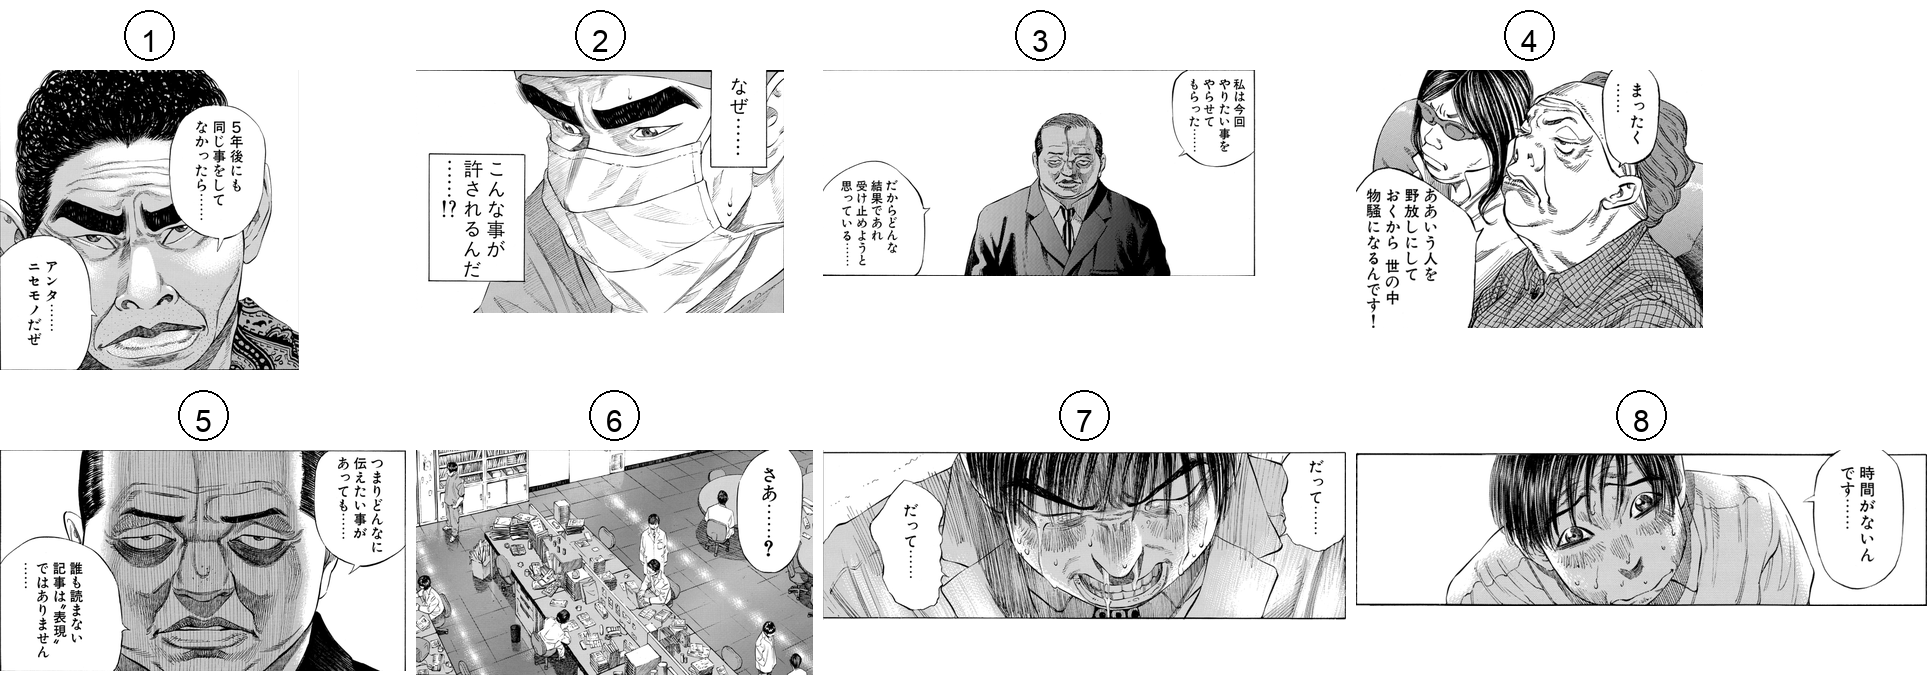 1
5年後にも
同じ事をして
なかったら……
アンタ……
ニセモノだぜ
2
なぜ……
こんな事が
許されるんだ
……!?
3
私は今回
やりたい事を
やらせて
もらった……
だからどんな
結果であれ
受け止めようと
思っている……
4
まったく
……
ああいう人を
野放しにして
おくから 世の中
物騒になるんです!
5
つまりどんなに
伝えたい事が
あっても……
誰も読まない
記事は〝表現〟
ではありません
……
6
さあ……?
7
だって……
だって……
8
時間がないん
です……